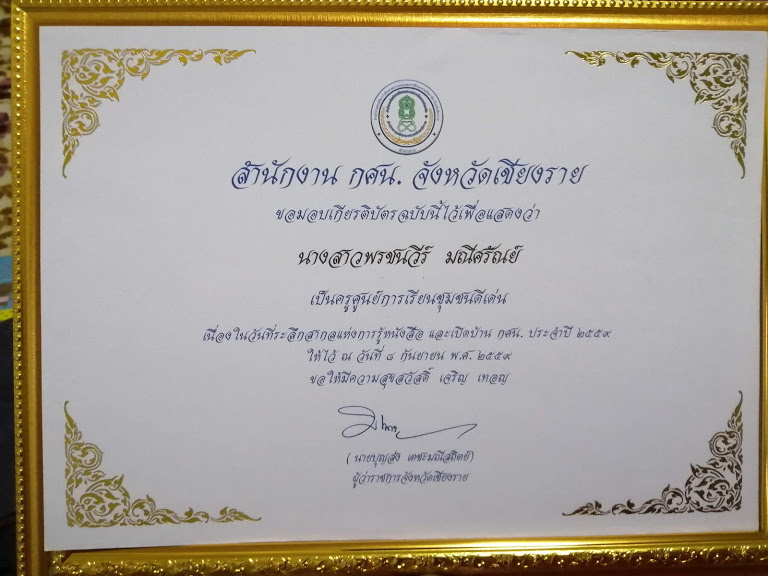 สำนักงาน กศน. จังหวัดเชียงราย
ขอมอบเกียรติบัตรฉบับนี้ไว้เพื่อแสดงว่า
นางสาวพรชนวีร์ มณีศรัณย์
เป็นครูศูนย์การเรียนชุมชนดีเด่น
เนื่องในวันที่ระลึกสากลแห่งการรู้หนังสือ และเปิดบ้าน กศน. ประจำปี ๒๕๕๙
ให้ไว้ ณ วันที่ ๘ กันยายน พ.ศ. ๒๕๕๙
ขอให้มีความสุขสวัสดิ์ เจริญ เทอญ
(นายบุญส่ง เตชะมณีสถิตย์)
ผู้ว่าราชการจังหวัดเชียงราย